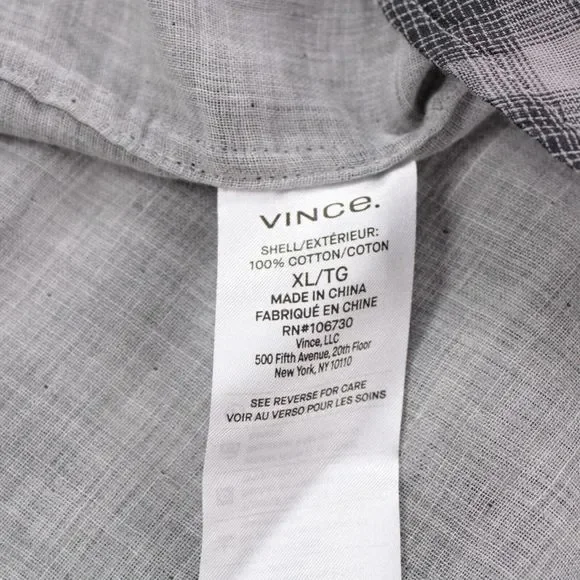 VINCE.
SHELL/EXTÉRIEUR:
100% COTTON/COTON
XL/TG
MADE IN CHINA
FABRIQUÉ EN CHINE
RN#106730
Vince, LLC
500 Fifth Avenue, 20th Floor
New York, NY 10110
SEE REVERSE FOR CARE
VOIR AU VERSO POUR LES SOINS